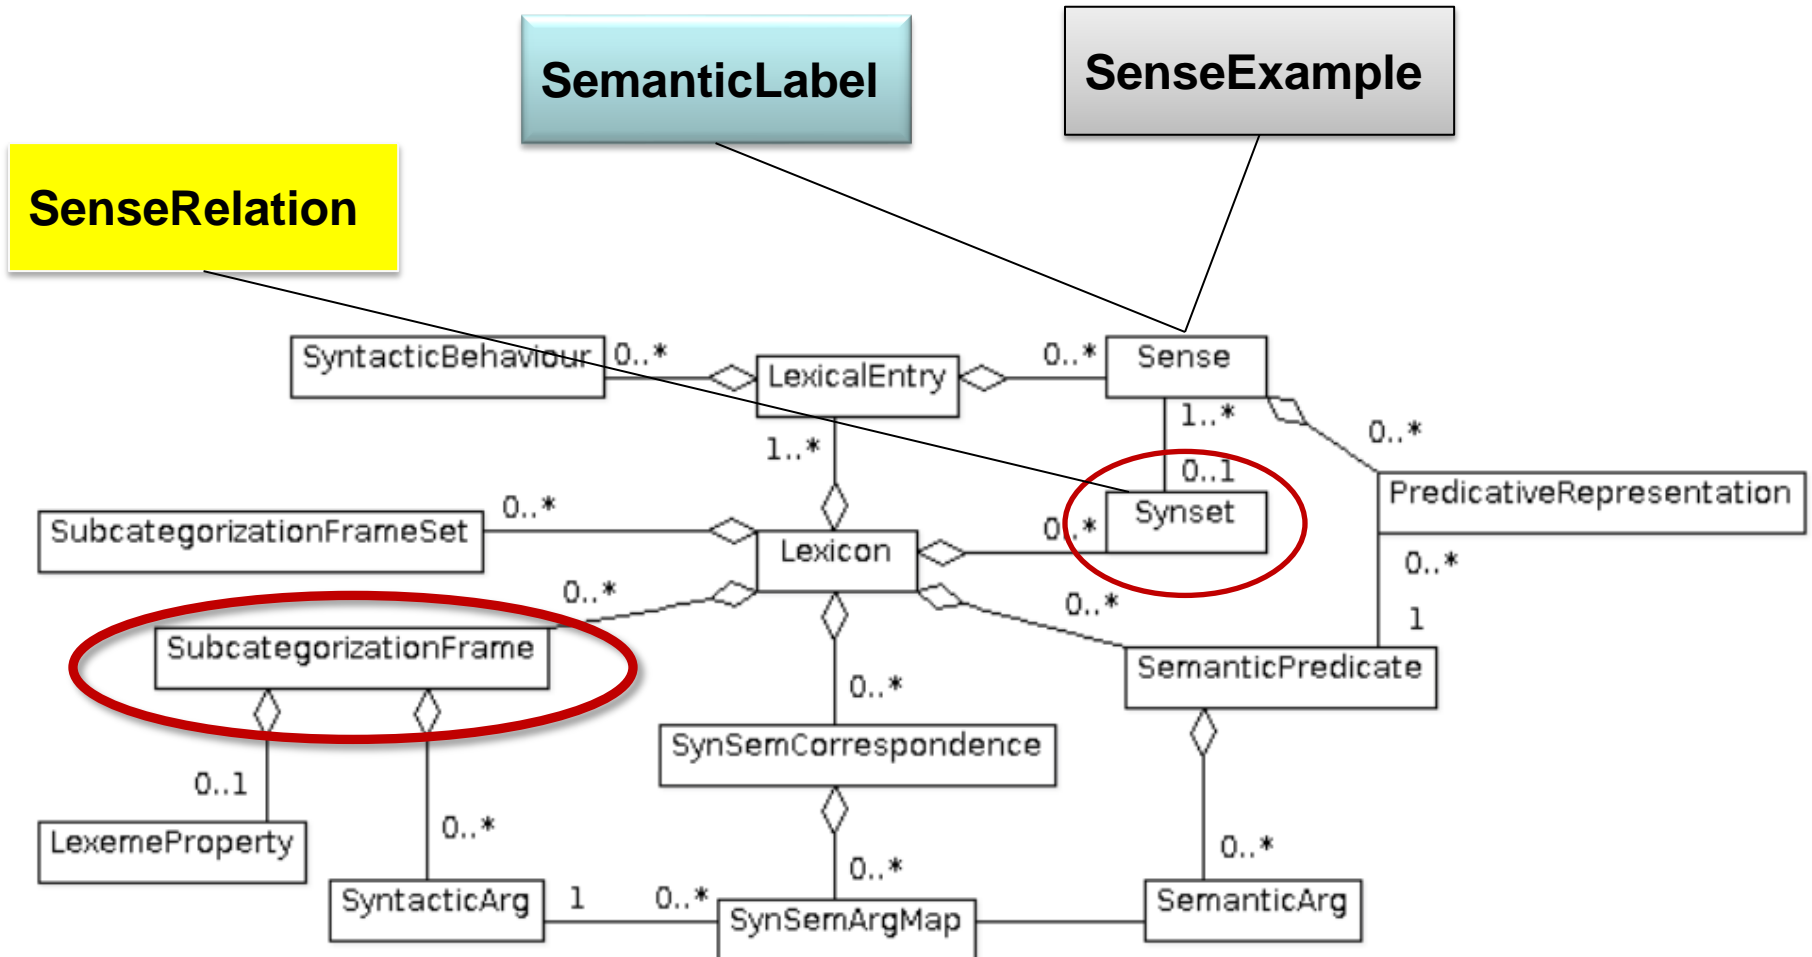 SemanticLabel
SenseExample
SenseRelation
SyntacticBehaviour
0..*
LexicalEntry
0..*
Sense
1..*
1..*
0..*
0..1
SubcategorizationFrameSet
0..*
Lexicon
0..*
Synset
PredicativeRepresentation
0..*
0..*
0..*
1
SubcategorizationFrame
SemanticPredicate
0..*
SynSemCorrespondence
0..1
0..*
0..*
0..*
LexemeProperty
SyntacticArg
1
0..*
SynSemArgMap
SemanticArg